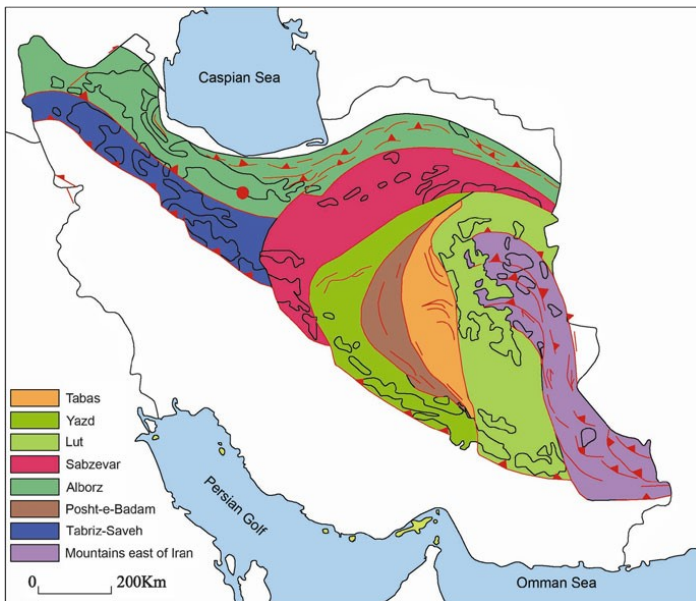 Caspian Sea
Tabas
Yazd
Lut
Sabzevar
Alborz
Posht-e-Badam
Tabriz-Saveh
Mountains east of Iran
0 200Km
Persian Golf
Omman Sea